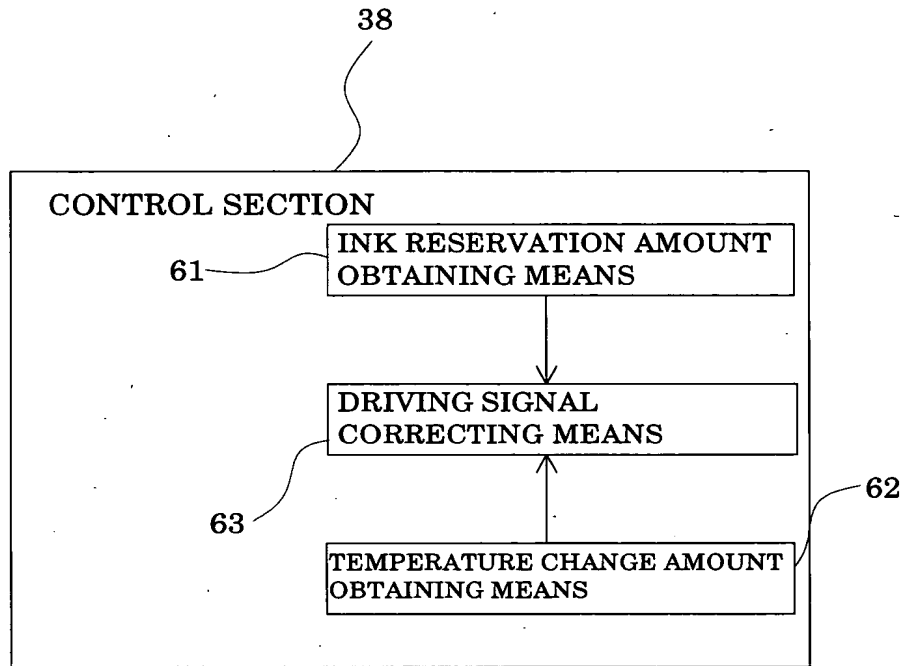 38
CONTROL SECTION
INK RESERVATION AMOUNT
OBTAINING MEANS
61
DRIVING SIGNAL
CORRECTING MEANS
63
62
TEMPERATURE CHANGE AMOUNT
OBTAINING MEANS